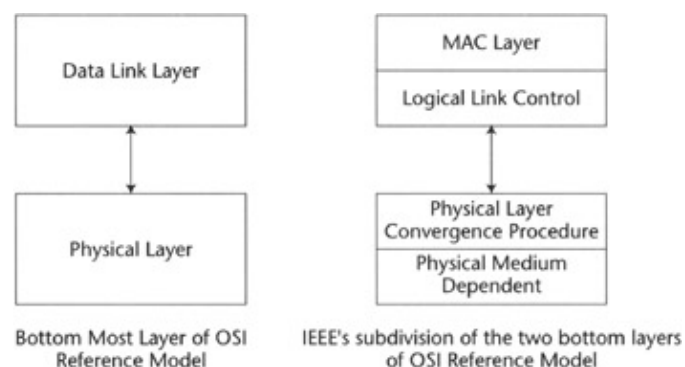 Data Link Layer
MAC Layer
Logical Link Control
Physical Layer
Physical Layer
Convergence Procedure
Physical Medium
Dependent
Bottom Most Layer of OSI
Reference Model
IEEE's subdivision of the two bottom layers
of OSI Reference Model